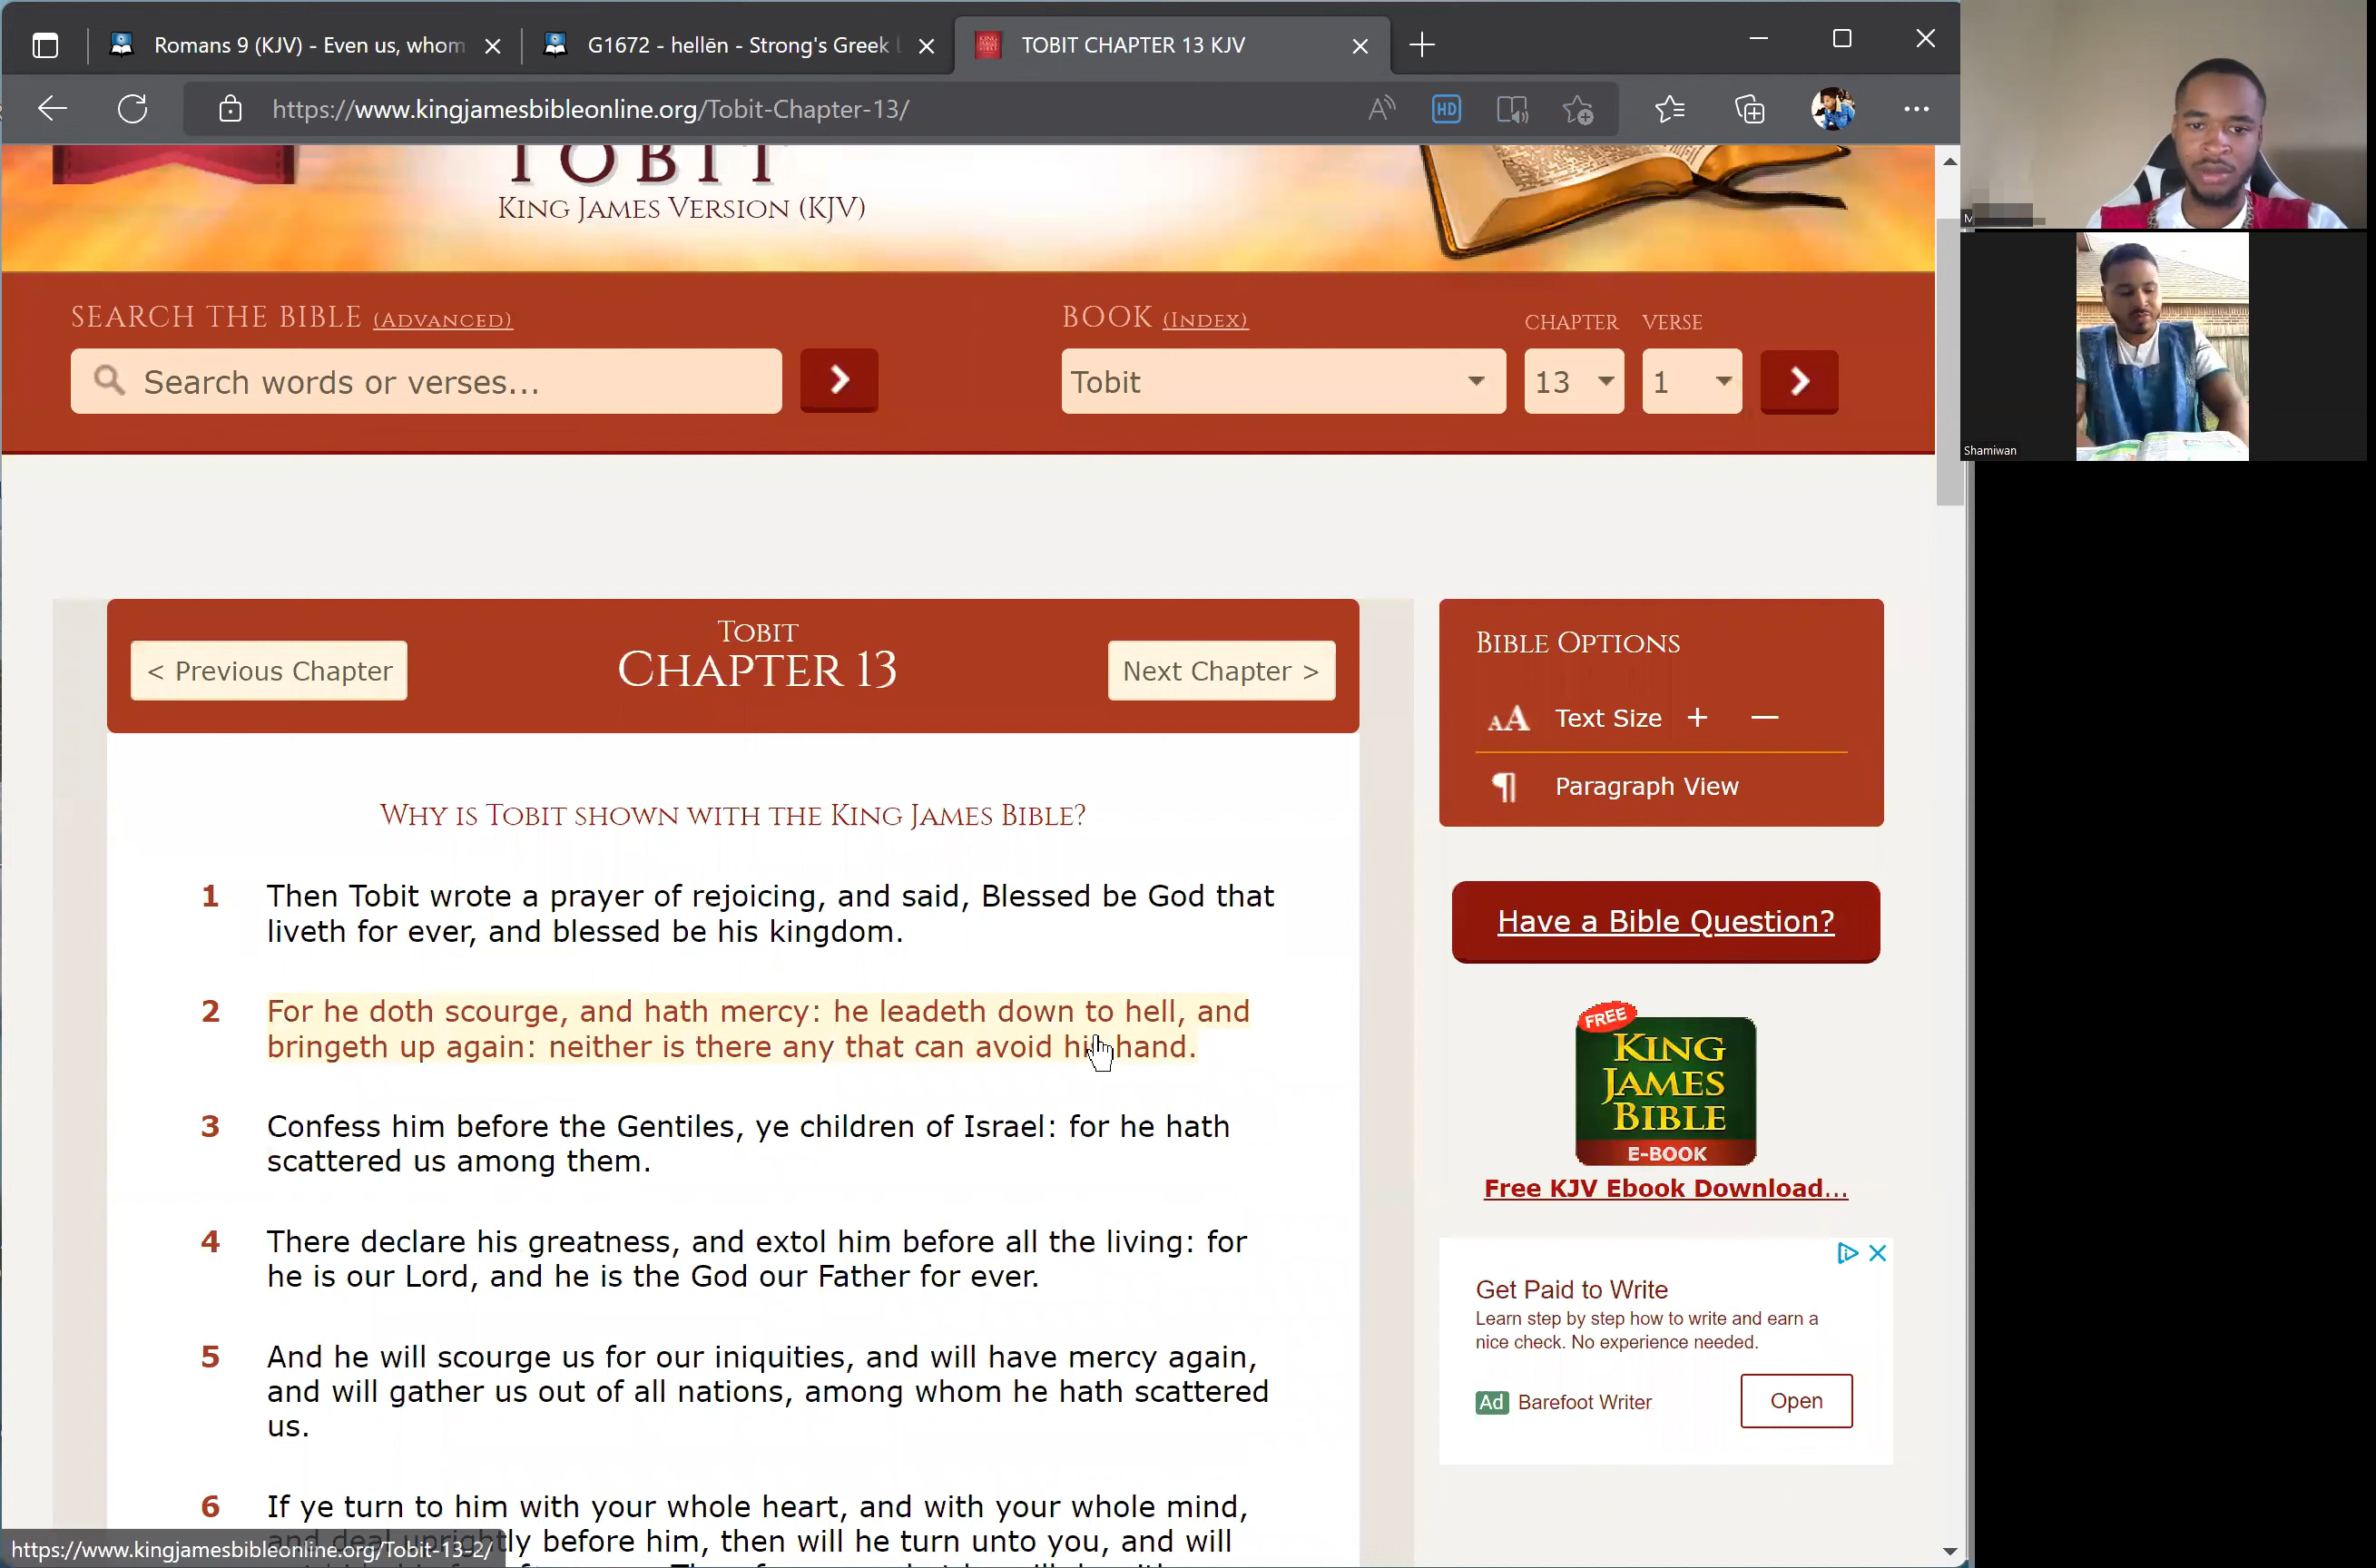 Romans 9 (KJV) - Even us, whom
G1672 - hellēn - Strong's Greek
TOBIT CHAPTER 13 KJV
https://www.kingjamesbibleonline.org/Tobit-Chapter-13/
HD
TOBIT
King James Version (KJV)
Search the Bible (Advanced)
Book (Index)
Chapter
Verse
Search words or verses...
Tobit
13
1
Shamiwan
< Previous Chapter
Tobit
Chapter 13
Next Chapter >
Why is Tobit shown with the King James Bible?
1 Then Tobit wrote a prayer of rejoicing, and said, Blessed be God that
liveth for ever, and blessed be his kingdom.
2 For he doth scourge, and hath mercy: he leadeth down to hell, and
bringeth up again: neither is there any that can avoid his hand.
3 Confess him before the Gentiles, ye children of Israel: for he hath
scattered us among them.
4 There declare his greatness, and extol him before all the living: for
he is our Lord, and he is the God our Father for ever.
5 And he will scourge us for our iniquities, and will have mercy again,
and will gather us out of all nations, among whom he hath scattered
us.
6 If ye turn to him with your whole heart, and with your whole mind,
and deal uprightly before him, then will he turn unto you, and will
https://www.kingjamesbibleonline.org/Tobit-13-2/
Bible Options
AA Text Size + —
¶ Paragraph View
Have a Bible Question?
FREE
KING
JAMES
BIBLE
E-BOOK
Free KJV Ebook Download...
Get Paid to Write
Learn step by step how to write and earn a
nice check. No experience needed.
Ad Barefoot Writer
Open